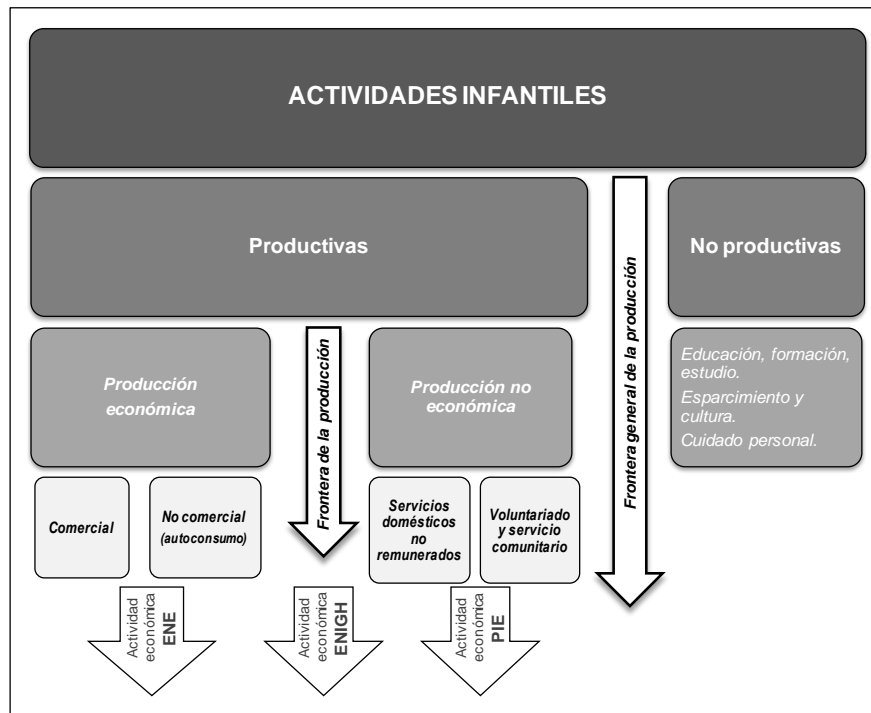 ACTIVIDADES INFANTILES
Productivas
No productivas
Frontera general de la producción
Producción
económica
Frontera de la producción
Producción no
económica
Educación, formación,
estudio.
Esparcimiento y
cultura.
Cuidado personal.
Comercial
No comercial
(autoconsumo)
Servicios
domésticos
no
remunerados
Voluntariado
y servicio
comunitario
Actividad
económica
ENE
Actividad
económica
ENIGH
Actividad
económica
PIE